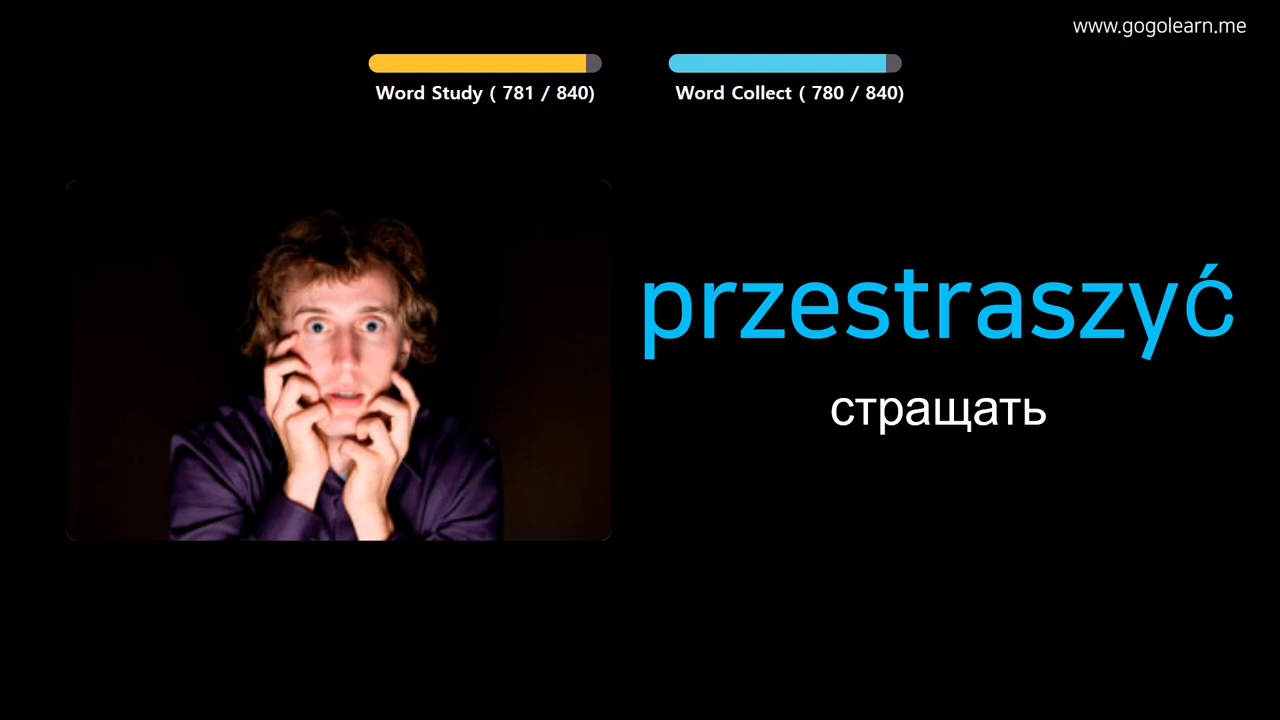 www.gogolearn.me
Word Study ( 781 / 840)
Word Collect ( 780 / 840)
przestraszyć
стращать